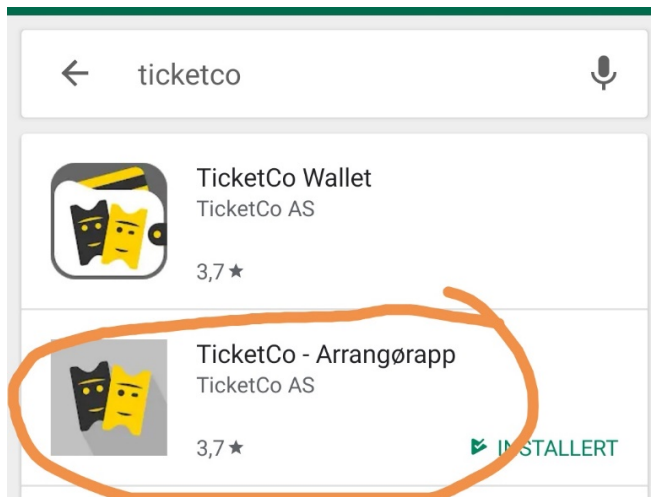 ticketco
TicketCo Wallet
TicketCo AS
3,7 ★
TicketCo - Arrangørapp
TicketCo AS
3,7 ★
INSTALLERT